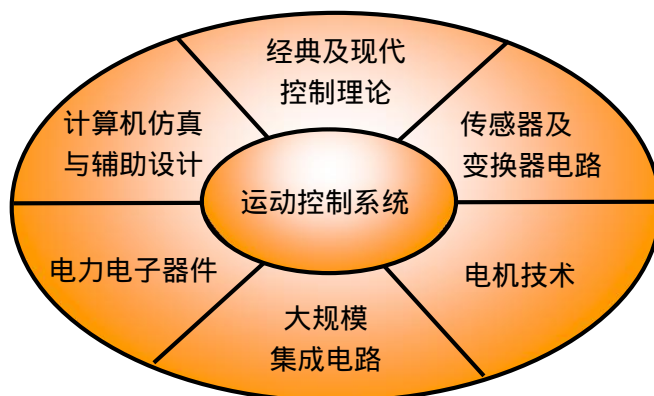 经典及现代
控制理论
计算机仿真
与辅助设计
传感器及
变换器电路
运动控制系统
电力电子器件
电机技术
大规模
集成电路